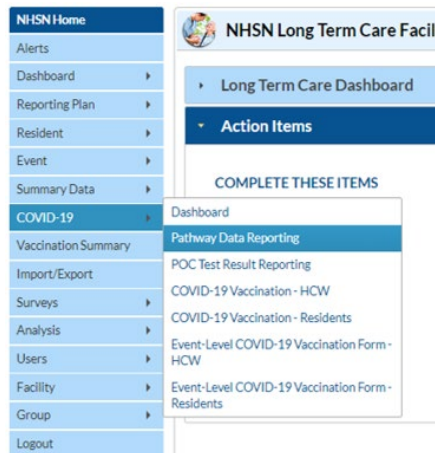 NHSN Home
Alerts
Dashboard
Reporting Plan
Resident
Event
Summary Data
COVID-19
Vaccination Summary
Import/Export
Surveys
Analysis
Users
Facility
Group
Logout
NHSN Long Term Care Facil
Long Term Care Dashboard
Action Items
COMPLETE THESE ITEMS
Dashboard
Pathway Data Reporting
POC Test Result Reporting
COVID-19 Vaccination - HCW
COVID-19 Vaccination - Residents
Event-Level COVID-19 Vaccination Form -
HCW
Event-Level COVID-19 Vaccination Form -
Residents